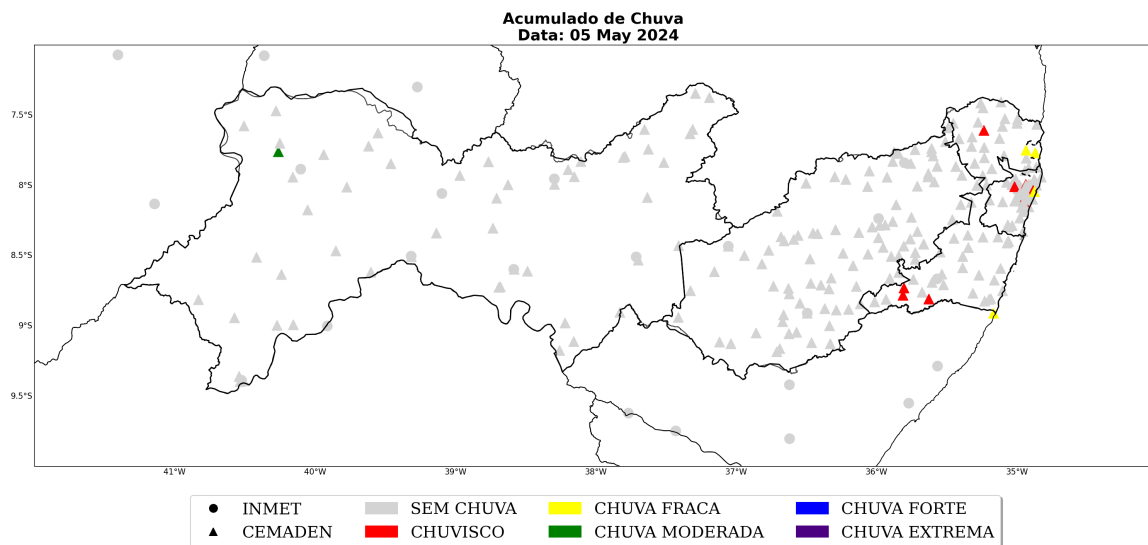 Acumulado de Chuva
Data: 05 May 2024
7.5°S
8°S
8.5°S
9°S
9.5°S
41°W 40°W 39°W 38°W 37°W 36°W 35°W
INMET SEM CHUVA CHUVA FRACA CHUVA FORTE
CEMADEN CHUVISCO CHUVA MODERADA CHUVA EXTREMA